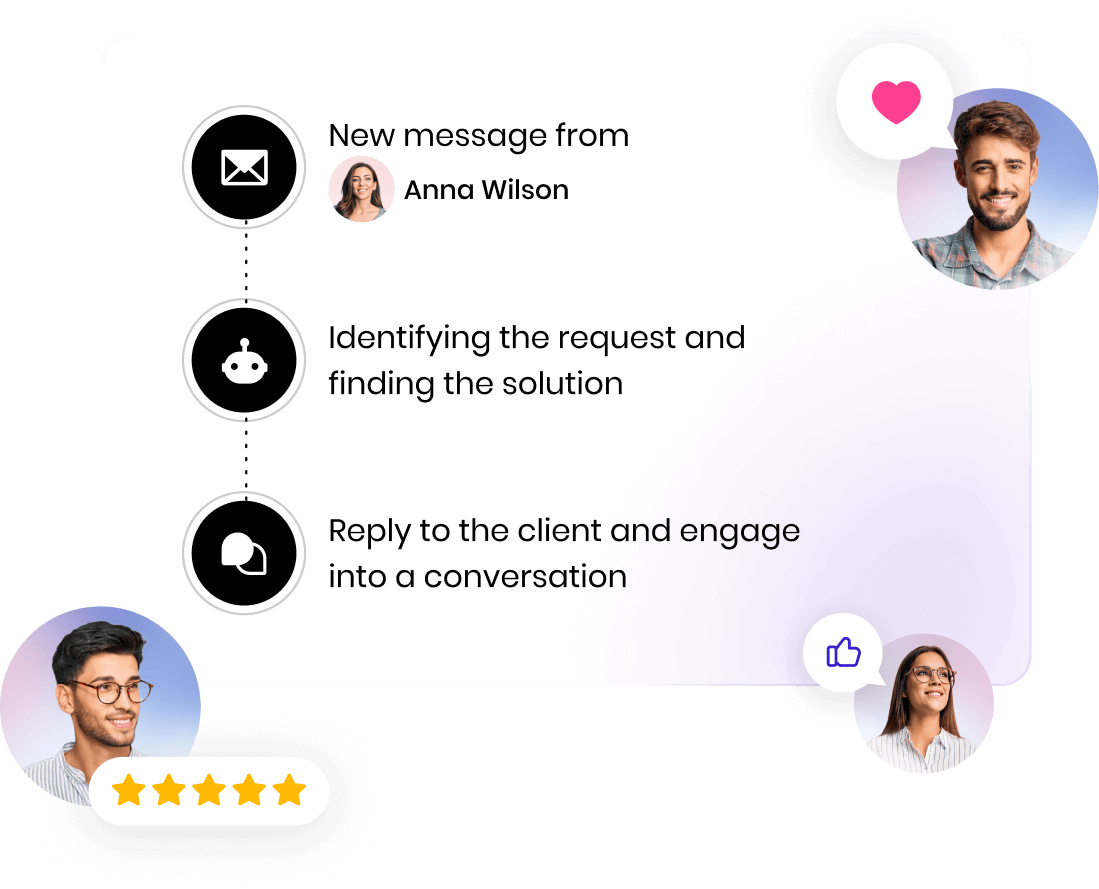 New message from
Anna Wilson
Identifying the request and
finding the solution
Reply to the client and engage
into a conversation